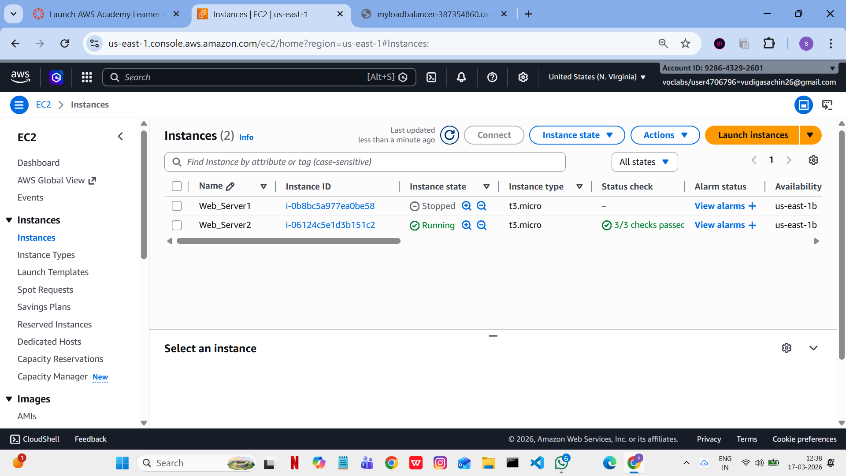 Launch AWS Academy Learner
Instances | EC2 | us-east-1
myloadbalancer-387354860.us
us-east-1.console.aws.amazon.com/ec2/home?region=us-east-1#Instances:
S
aws
Search
[Alt+S]
United States (N. Virginia)
Account ID: 9286-4329-2601
voclabs/user4706796=vudigasachin26@gmail.com
EC2
Instances
EC2
Dashboard
AWS Global View
Events
Instances
Instances
Instance Types
Launch Templates
Spot Requests
Savings Plans
Reserved Instances
Dedicated Hosts
Capacity Reservations
Capacity Manager New
Images
AMIs
Instances (2) Info
Last updated
less than a minute ago
Connect
Instance state
Actions
Launch instances
Find Instance by attribute or tag (case-sensitive)
All states
1
Name
Instance ID
Instance state
Instance type
Status check
Alarm status
Availability
Web_Server1
i-0b8bc5a977ea0be58
Stopped
t3.micro
–
View alarms +
us-east-1b
Web_Server2
i-06124c5e1d3b151c2
Running
t3.micro
3/3 checks passec
View alarms +
us-east-1b
Select an instance
CloudShell
Feedback
© 2026, Amazon Web Services, Inc. or its affiliates.
Privacy
Terms
Cookie preferences
1
Search
ENG
IN
12:38
17-03-2026